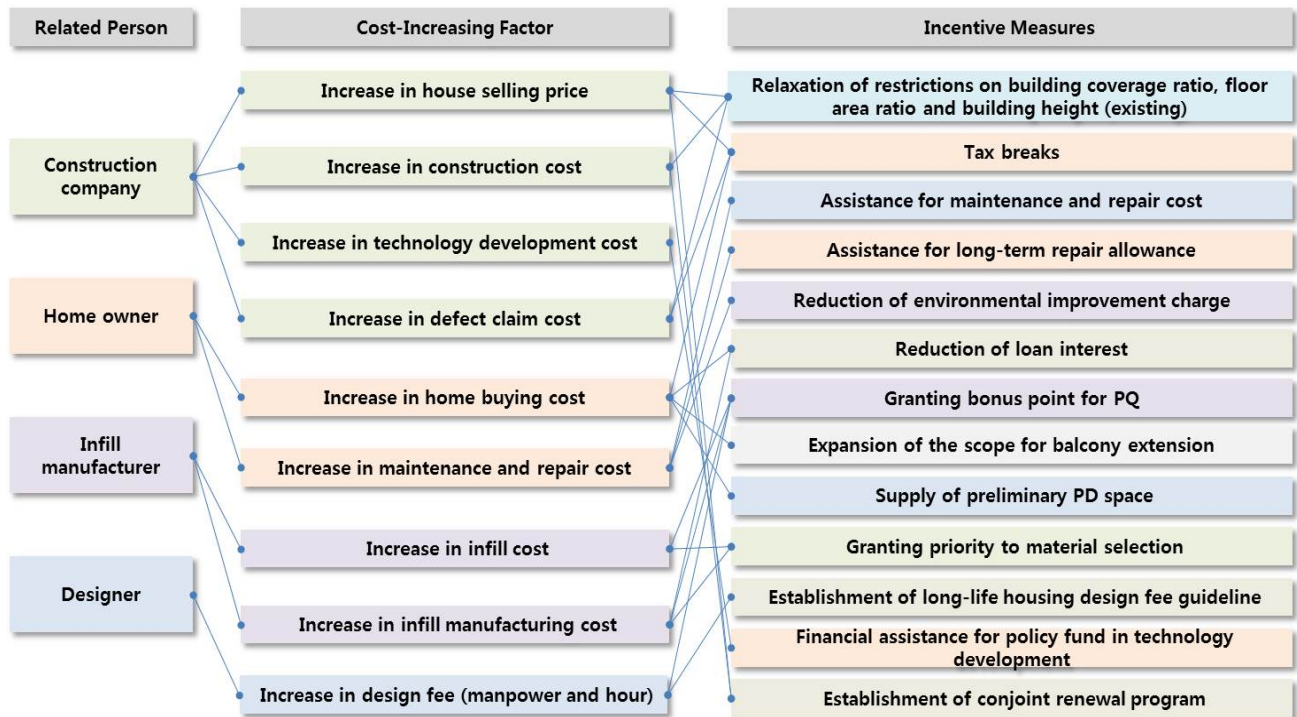 Related Person
Cost-Increasing Factor
Incentive Measures
Construction
company
Home owner
Infill
manufacturer
Designer
Increase in house selling price
Increase in construction cost
Increase in technology development cost
Increase in defect claim cost
Increase in home buying cost
Increase in maintenance and repair cost
Increase in infill cost
Increase in infill manufacturing cost
Increase in design fee (manpower and hour)
Relaxation of restrictions on building coverage ratio, floor
area ratio and building height (existing)
Tax breaks
Assistance for maintenance and repair cost
Assistance for long-term repair allowance
Reduction of environmental improvement charge
Reduction of loan interest
Granting bonus point for PQ
Expansion of the scope for balcony extension
Supply of preliminary PD space
Granting priority to material selection
Establishment of long-life housing design fee guideline
Financial assistance for policy fund in technology
development
Establishment of conjoint renewal program